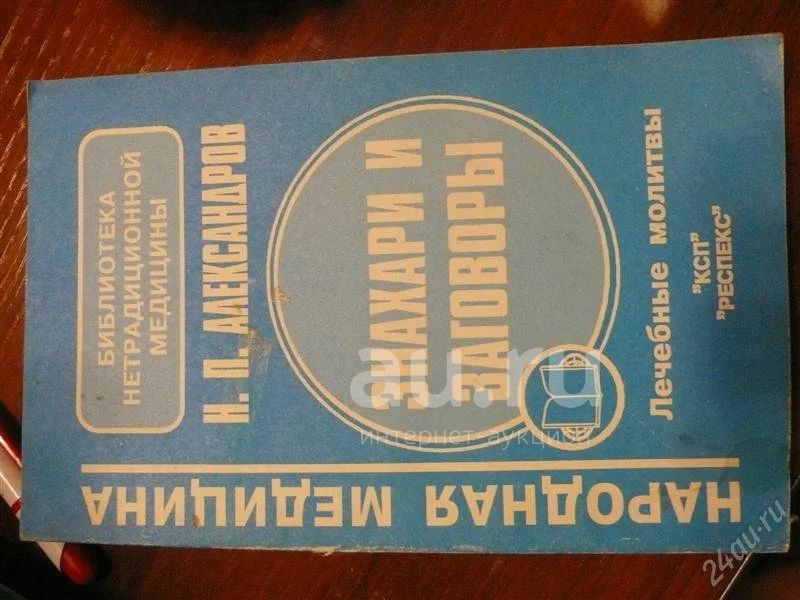 БИБЛИОТЕКА
НЕТРАДИЦИОННОЙ
МЕДИЦИНЫ
Н. П. АЛЕКСАНДРОВ
ЗНАХАРИ И
ЗАГОВОРЫ
Лечебные молитвы
"КСП"
"РЕСПЕКС"
НАРОДНАЯ МЕДИЦИНА
au.ru
интернет-аукцион
24au.ru